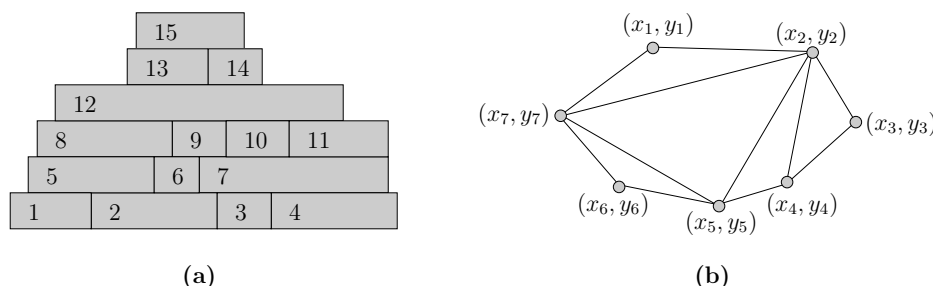 15
13 14
12
8 9 10 11
5 6 7
1 2 3 4
(a)
(x₁, y₁)
(x₂, y₂)
(x₃, y₃)
(x₄, y₄)
(x₅, y₅)
(x₆, y₆)
(x₇, y₇)
(b)